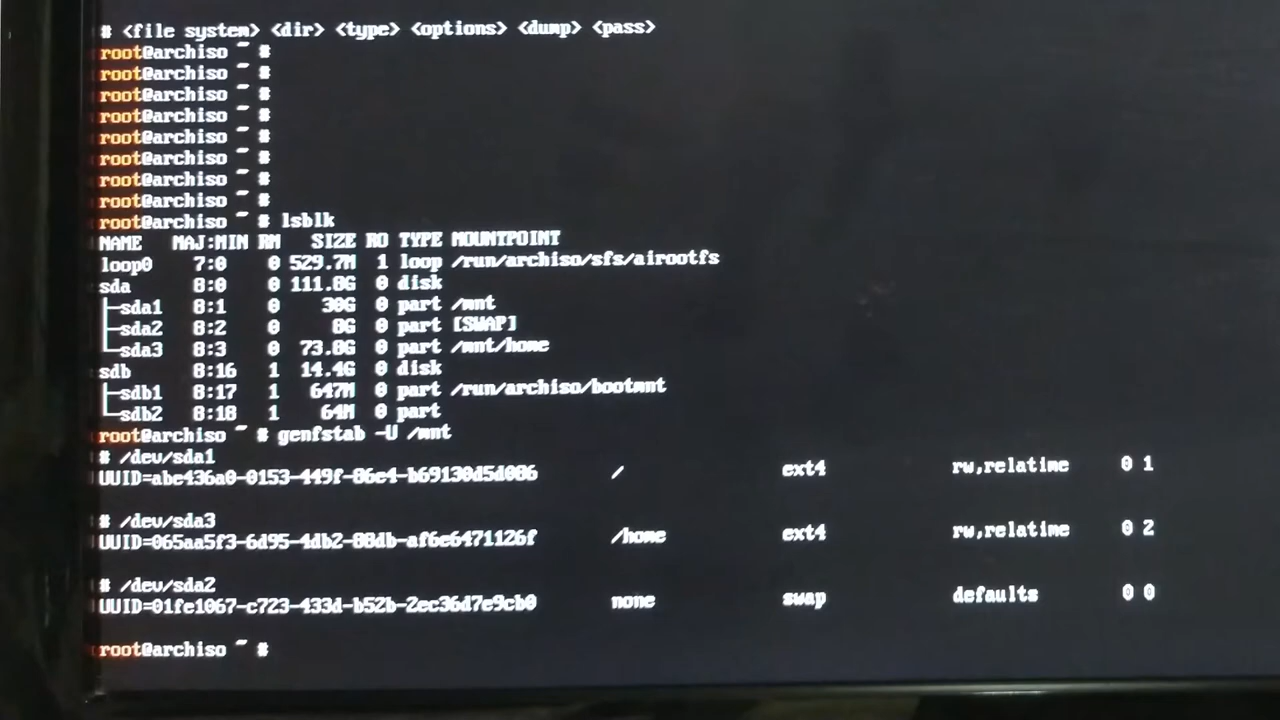 # <file system> <dir> <type> <options> <dump> <pass>
root@archiso ~ #
root@archiso ~ #
root@archiso ~ #
root@archiso ~ #
root@archiso ~ #
root@archiso ~ #
root@archiso ~ #
root@archiso ~ #
root@archiso ~ # lsblk
NAME MAJ:MIN RM SIZE RO TYPE MOUNTPOINT
loop0 7:0 0 529.7M 1 loop /run/archiso/sfs/airootfs
sda 8:0 0 111.8G 0 disk
├─sda1 8:1 0 30G 0 part /mnt
├─sda2 8:2 0 8G 0 part [SWAP]
└─sda3 8:3 0 73.8G 0 part /mnt/home
sdb 8:16 1 14.4G 0 disk
├─sdb1 8:17 1 647M 0 part /run/archiso/bootmnt
└─sdb2 8:18 1 64M 0 part
root@archiso ~ # genfstab -U /mnt
# /dev/sda1
UUID=abe436a0-0153-449f-86e4-b69130d5d086 / ext4 rw,relatime 0 1
# /dev/sda3
UUID=065aa5f3-6d95-4db2-88db-af6e6471126f /home ext4 rw,relatime 0 2
# /dev/sda2
UUID=01fe1067-c723-433d-b52b-2ec36d7e9cb0 none swap defaults 0 0
root@archiso ~ #